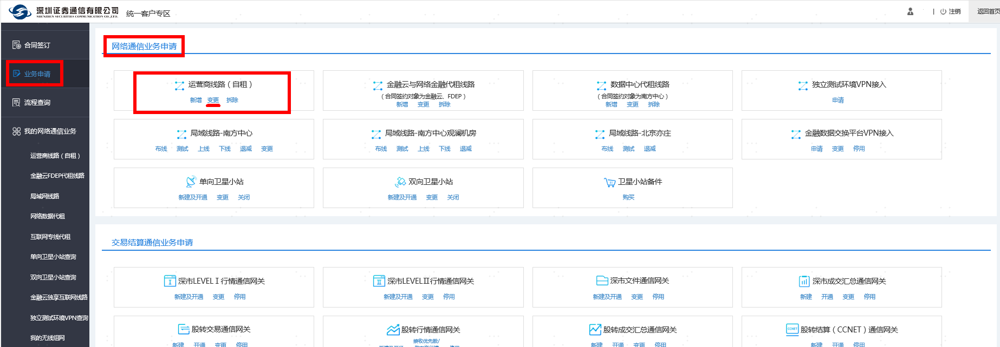 深圳证券通信有限公司 统一客户专区 | 注销 返回首页
SHENZHEN SECURITIES COMMUNICATION CO.,LTD.
合同签订
业务申请
流程查询
我的网络通信业务
运营商线路（自租）
金融云FDEP代租线路
局域网线路
网络数据代租
互联网专线代租
单向卫星小站查询
双向卫星小站查询
金融云独享互联网线路
独立测试环境VPN查询
我的无线组网
网络通信业务申请
运营商线路（自租）
新增 变更 拆除
金融云与网络金融代租线路
（合同签约对象为金融云、FDEP）
新增 变更 拆除
数据中心代租线路
（合同签约对象为南方中心）
新增 变更 拆除
独立测试环境VPN接入
申请
局域线路-南方中心
布线 测试 上线 下线 退减 变更
局域线路-南方中心观澜机房
布线 测试 上线 下线 退减
局域线路-北京亦庄
布线 测试 退减
金融数据交换平台VPN接入
申请 变更 停用
单向卫星小站
新建及开通 变更 关闭
双向卫星小站
新建及开通 变更 关闭
卫星小站备件
购买
交易结算通信业务申请
深市LEVEL I 行情通信网关
新建及开通 变更 停用
深市LEVELII行情通信网关
新建及开通 变更 停用
深市文件通信网关
新建及开通 变更 停用
深市成交汇总通信网关
新建 开通 变更 停用
股转交易通信网关
新建 开通 变更 停用
股转行情通信网关
接收优先股/
股转成交汇总通信网关
新建 开通 变更 停用
CCNET
股转结算（CCNET）通信网关
新建 开通 停用